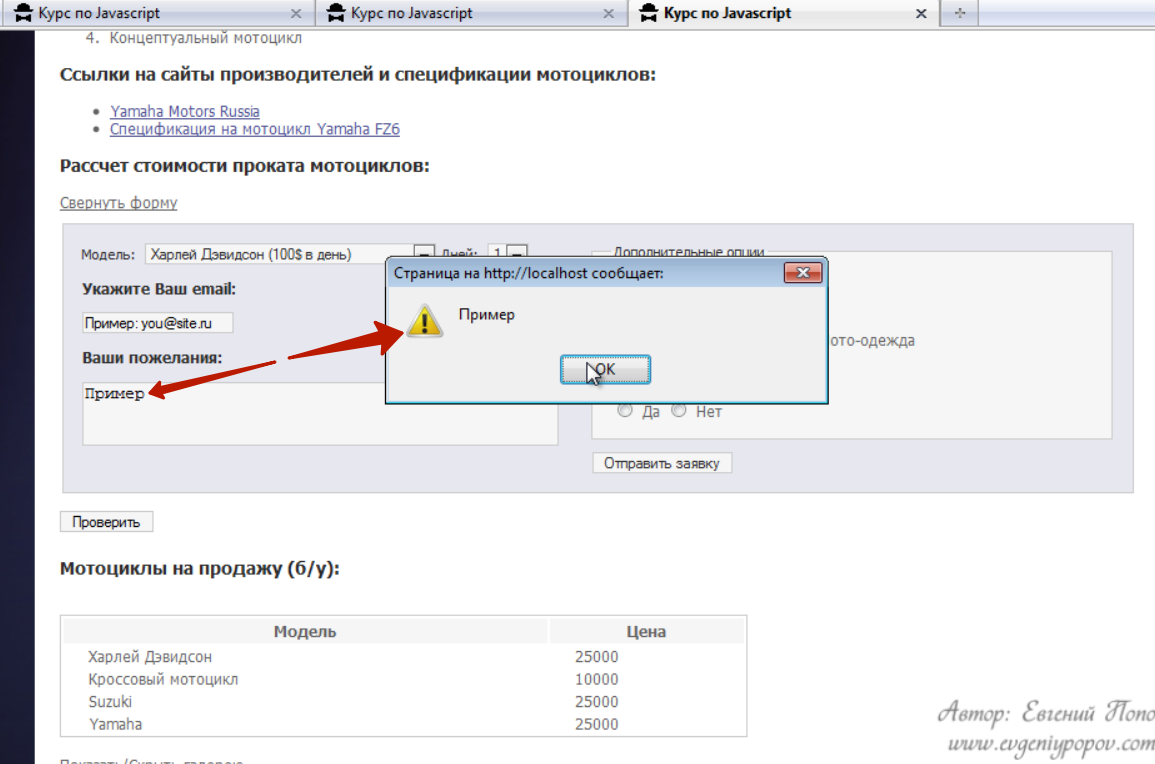 Курс по Javascript
Курс по Javascript
Курс по Javascript
4. Концептуальный мотоцикл
Ссылки на сайты производителей и спецификации мотоциклов:
Yamaha Motors Russia
Спецификация на мотоцикл Yamaha FZ6
Рассчет стоимости проката мотоциклов:
Свернуть форму
Модель: Харлей Дэвидсон (100$ в день) Дней: 1
Дополнительные опции
Страница на http://localhost сообщает:
Укажите Ваш email:
Пример
Пример: you@site.ru
ото-одежда
Ваши пожелания:
OK
Пример
Да Нет
Отправить заявку
Проверить
Мотоциклы на продажу (б/у):
Модель Цена
Харлей Дэвидсон 25000
Кроссовый мотоцикл 10000
Suzuki 25000
Yamaha 25000
Автор: Евгений Попо
www.evgeniypopov.com
Показать/Скрыть галерею